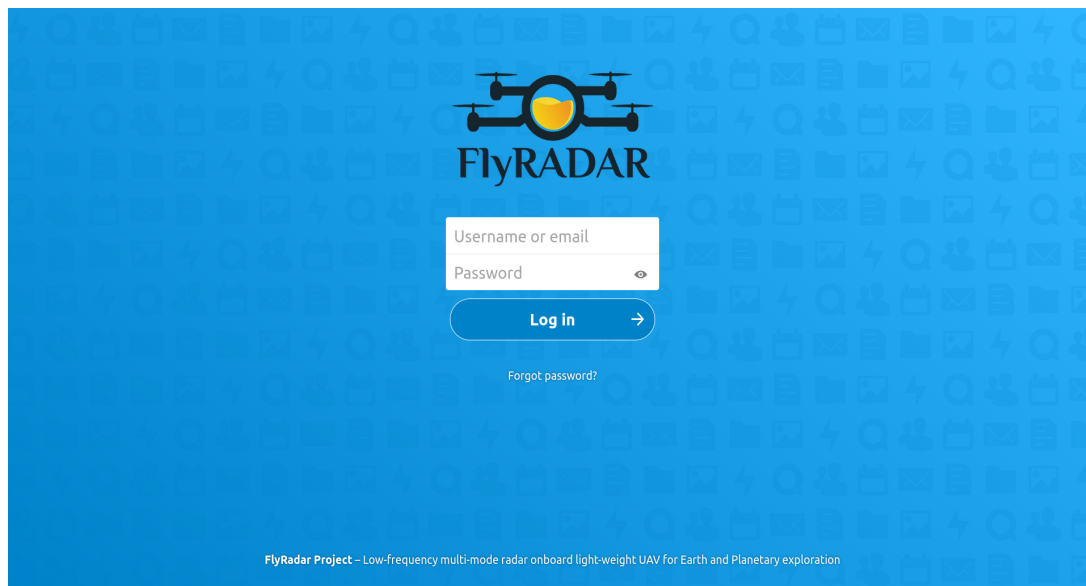 FlyRADAR
Username or email
Password
Log in
Forgot password?
FlyRadar Project – Low-frequency multi-mode radar onboard light-weight UAV for Earth and Planetary exploration